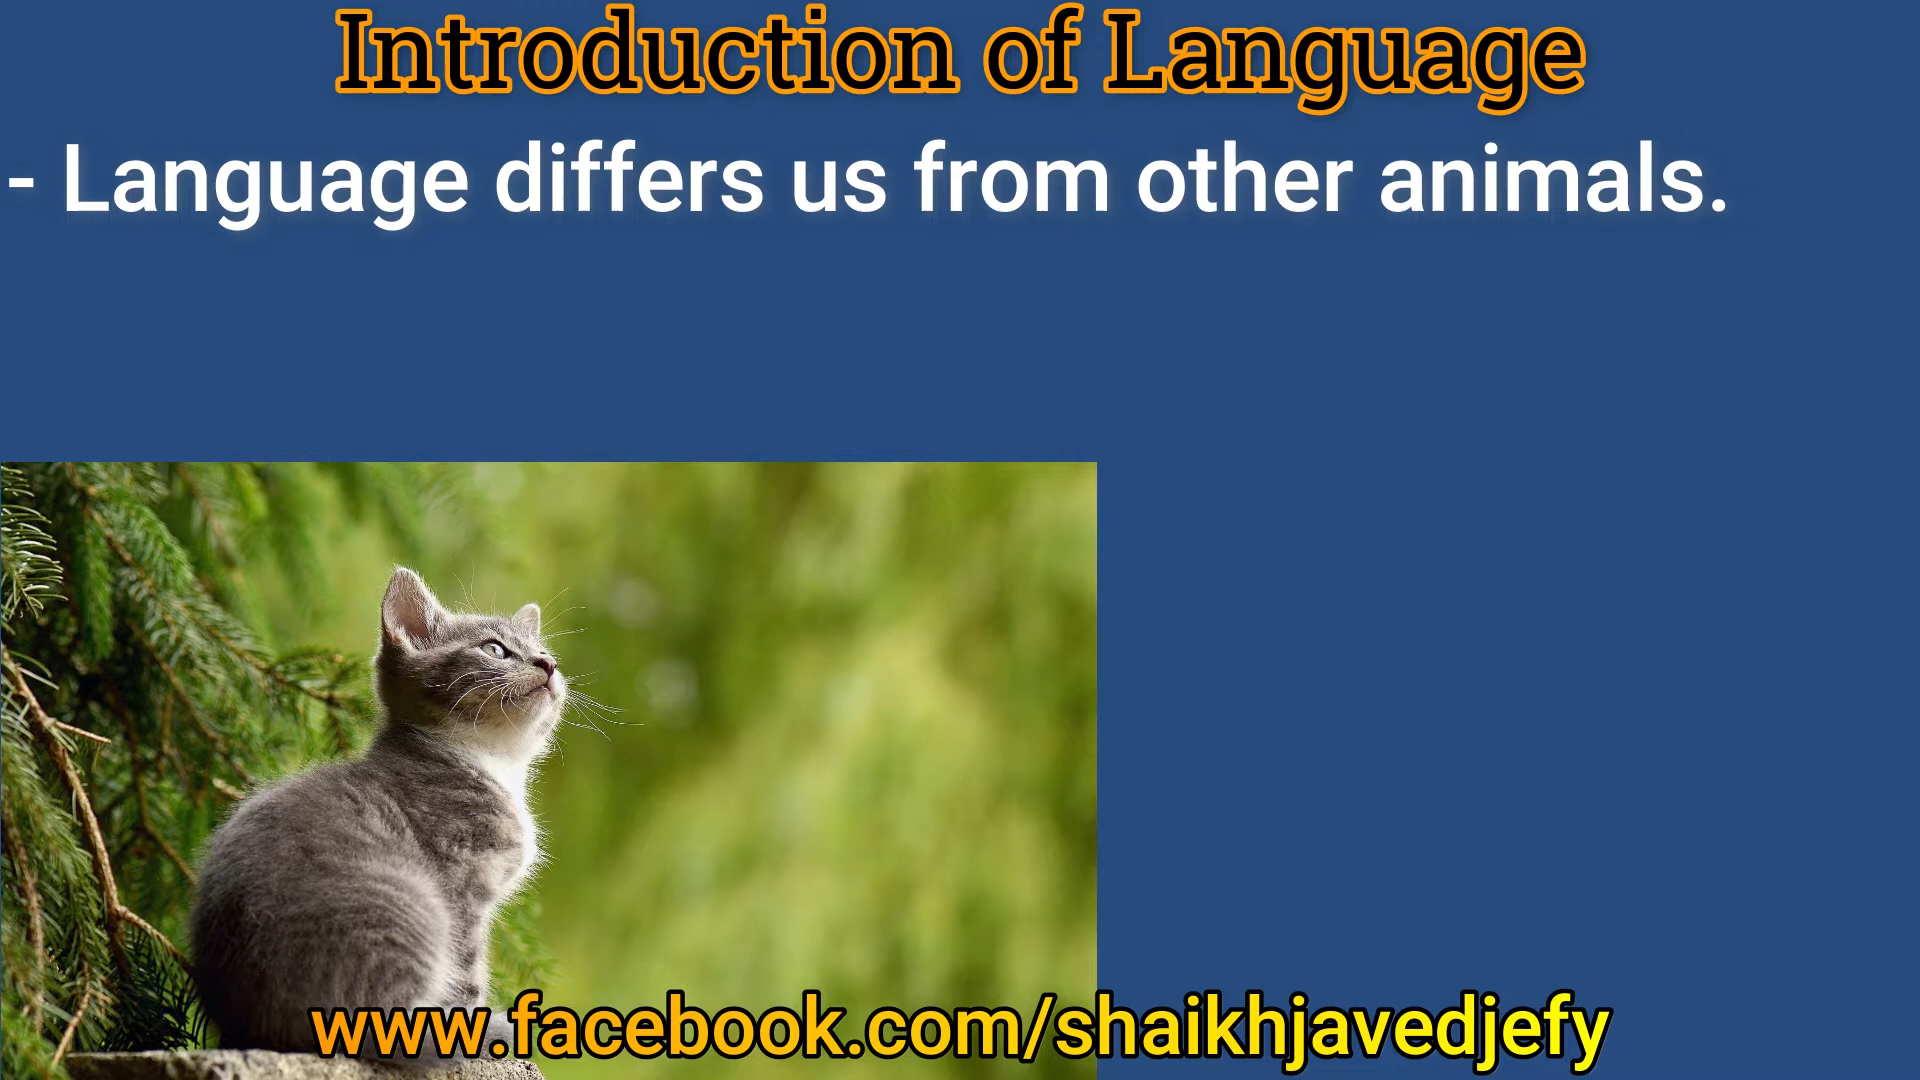 Introduction of Language
- Language differs us from other animals.
www.facebook.com/shaikhjavedjefy